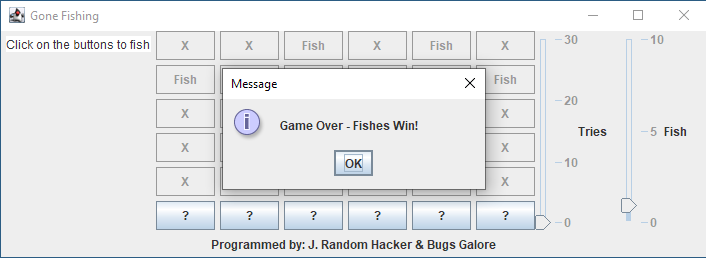 Gone Fishing
Click on the buttons to fish X X Fish X Fish X
30 10
Fish Fish
Message
20
X X
Game Over - Fishes Win!
Tries 5 Fish
X X
OK
10
X X
? ? ? ? ? ?
0 0
Programmed by: J. Random Hacker & Bugs Galore